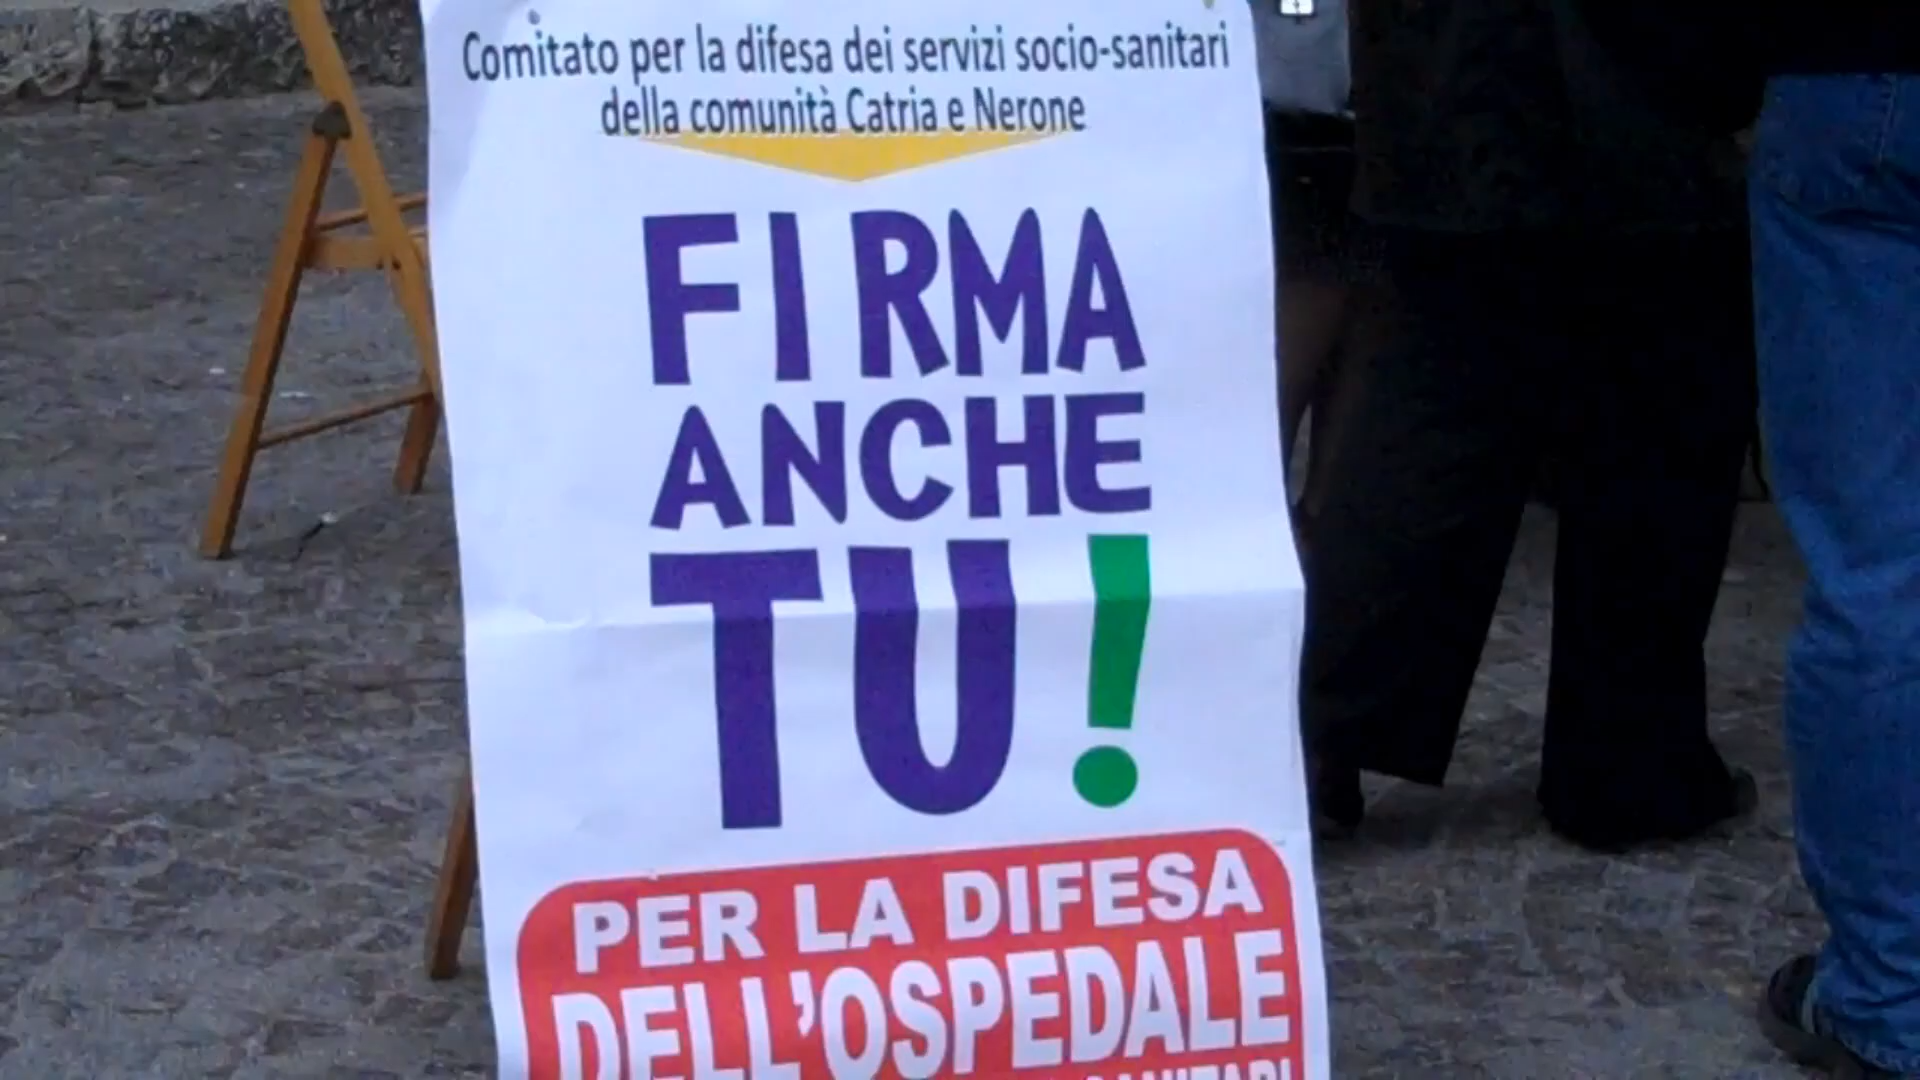 Comitato per la difesa dei servizi socio-sanitari
della comunità Catria e Nerone
FIRMA
ANCHE
TU!
PER LA DIFESA
DELL'OSPEDALE